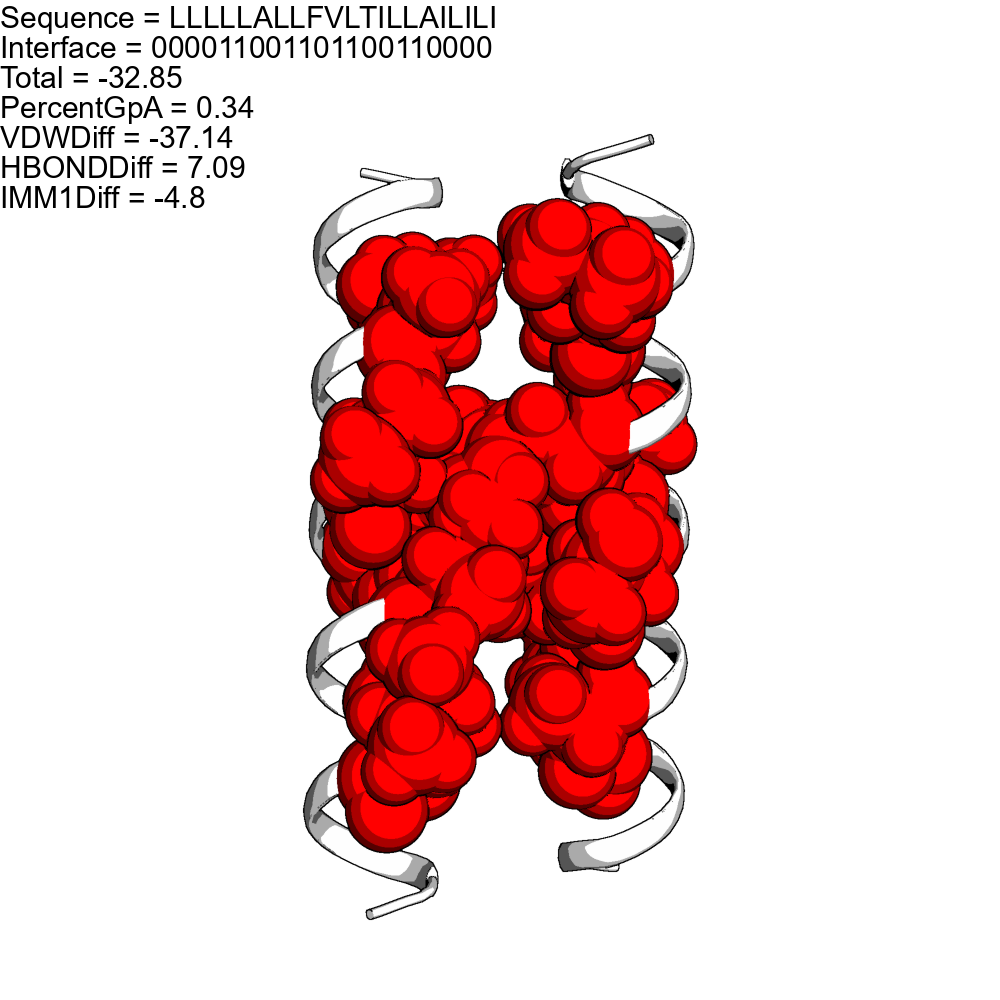 Sequence = LLLLLALLFVLTILLAILILI
Interface = 000011001101100110000
Total = -32.85
PercentGpA = 0.34
VDWDiff = -37.14
HBONDDiff = 7.09
IMM1Diff = -4.8